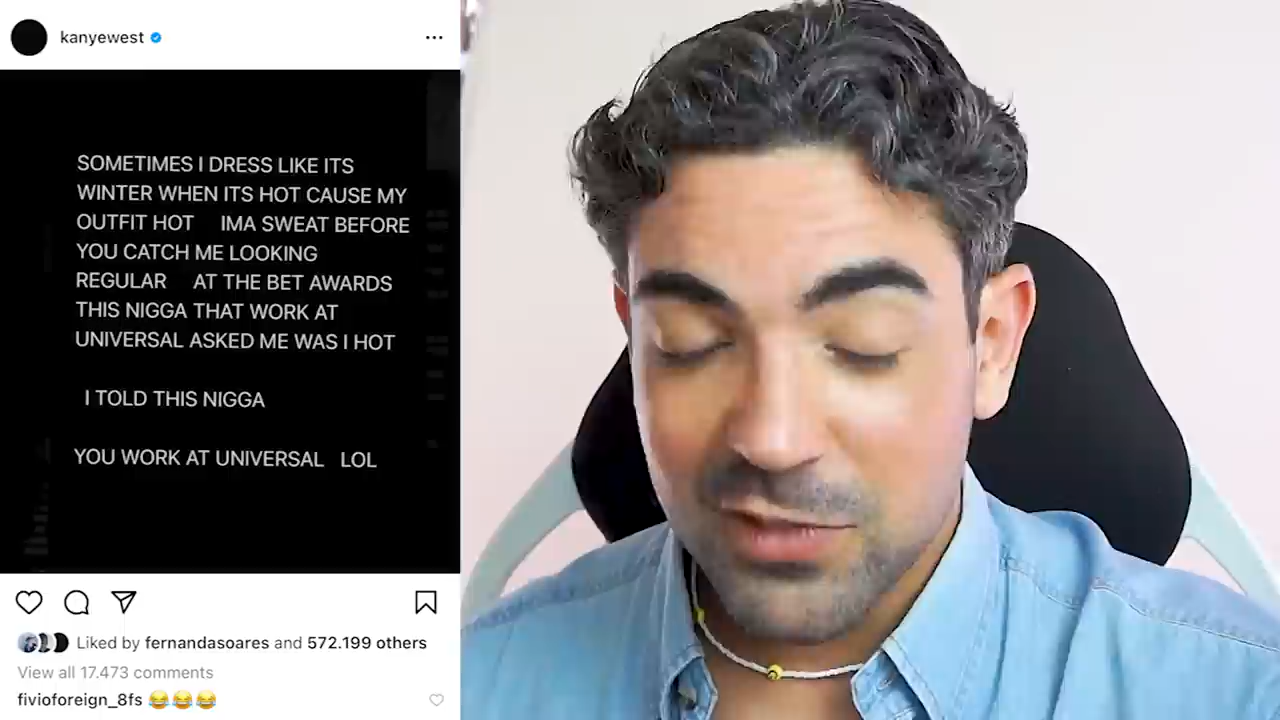 kanyewest
SOMETIMES I DRESS LIKE ITS
WINTER WHEN ITS HOT CAUSE MY
OUTFIT HOT IMA SWEAT BEFORE
YOU CATCH ME LOOKING
REGULAR AT THE BET AWARDS
THIS NIGGA THAT WORK AT
UNIVERSAL ASKED ME WAS I HOT
I TOLD THIS NIGGA
YOU WORK AT UNIVERSAL LOL
Liked by fernandasoares and 572.199 others
View all 17.473 comments
fivioforeign_8fs 😂😂😂